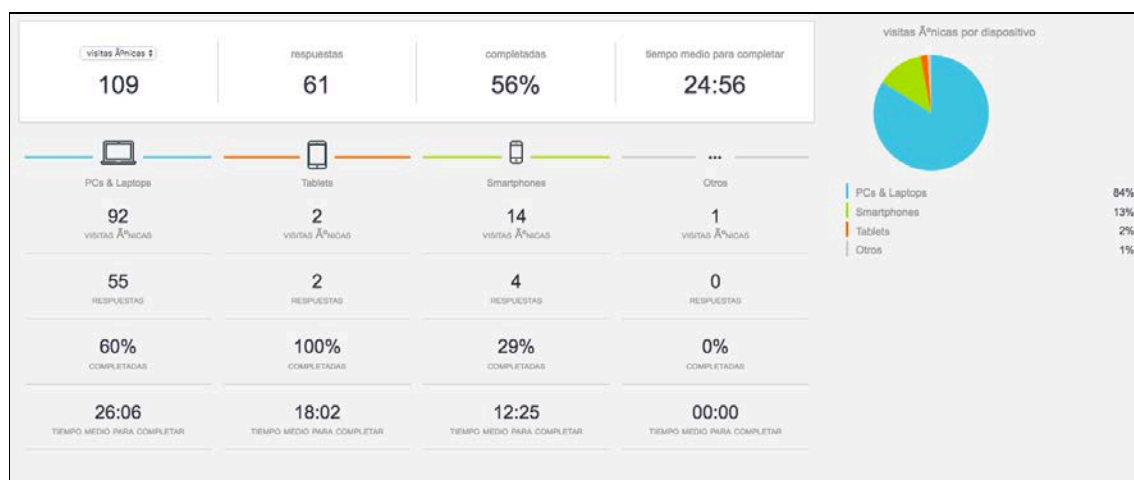 visitas Ãºnicas
respuestas
completadas
tiempo medio para completar
109
61
56%
24:56
PCs & Laptops
Tablets
Smartphones
Otros
92
2
14
1
VISITAS ÃºNICAS
VISITAS ÃºNICAS
VISITAS ÃºNICAS
VISITAS ÃºNICAS
55
2
4
0
RESPUESTAS
RESPUESTAS
RESPUESTAS
RESPUESTAS
60%
100%
29%
0%
COMPLETADAS
COMPLETADAS
COMPLETADAS
COMPLETADAS
26:06
18:02
12:25
00:00
TIEMPO MEDIO PARA COMPLETAR
TIEMPO MEDIO PARA COMPLETAR
TIEMPO MEDIO PARA COMPLETAR
TIEMPO MEDIO PARA COMPLETAR
visitas Ãºnicas por dispositivo
PCs & Laptops 84%
Smartphones 13%
Tablets 2%
Otros 1%